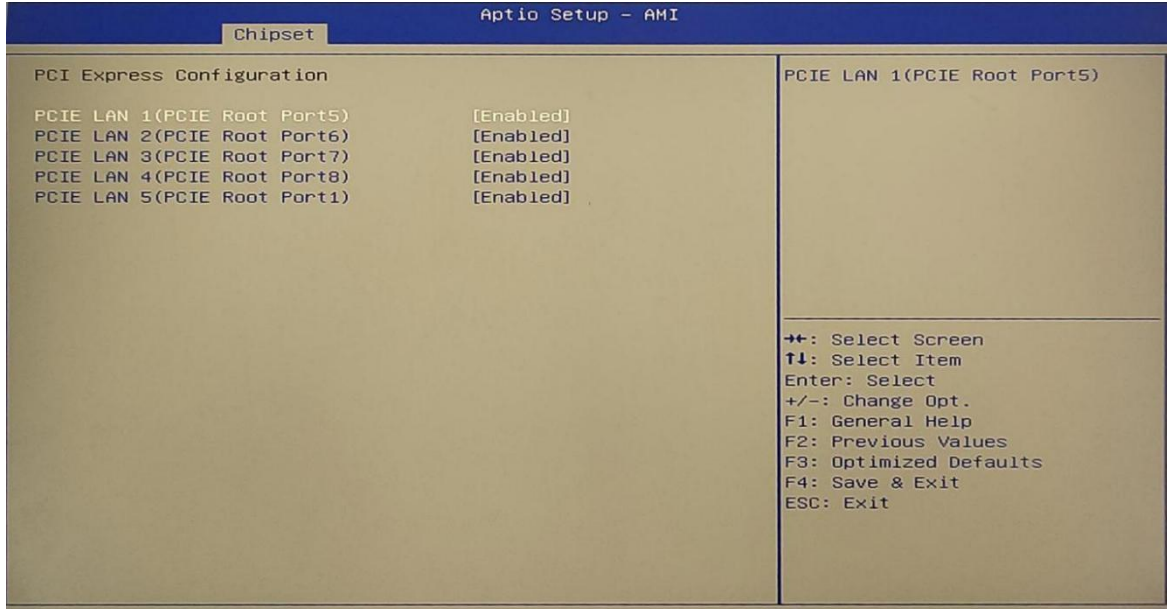 Aptio Setup – AMI
Chipset
PCI Express Configuration
PCIE LAN 1(PCIE Root Port5) [Enabled]
PCIE LAN 2(PCIE Root Port6) [Enabled]
PCIE LAN 3(PCIE Root Port7) [Enabled]
PCIE LAN 4(PCIE Root Port8) [Enabled]
PCIE LAN 5(PCIE Root Port1) [Enabled]
PCIE LAN 1(PCIE Root Port5)
→←: Select Screen
↑↓: Select Item
Enter: Select
+/-: Change Opt.
F1: General Help
F2: Previous Values
F3: Optimized Defaults
F4: Save & Exit
ESC: Exit